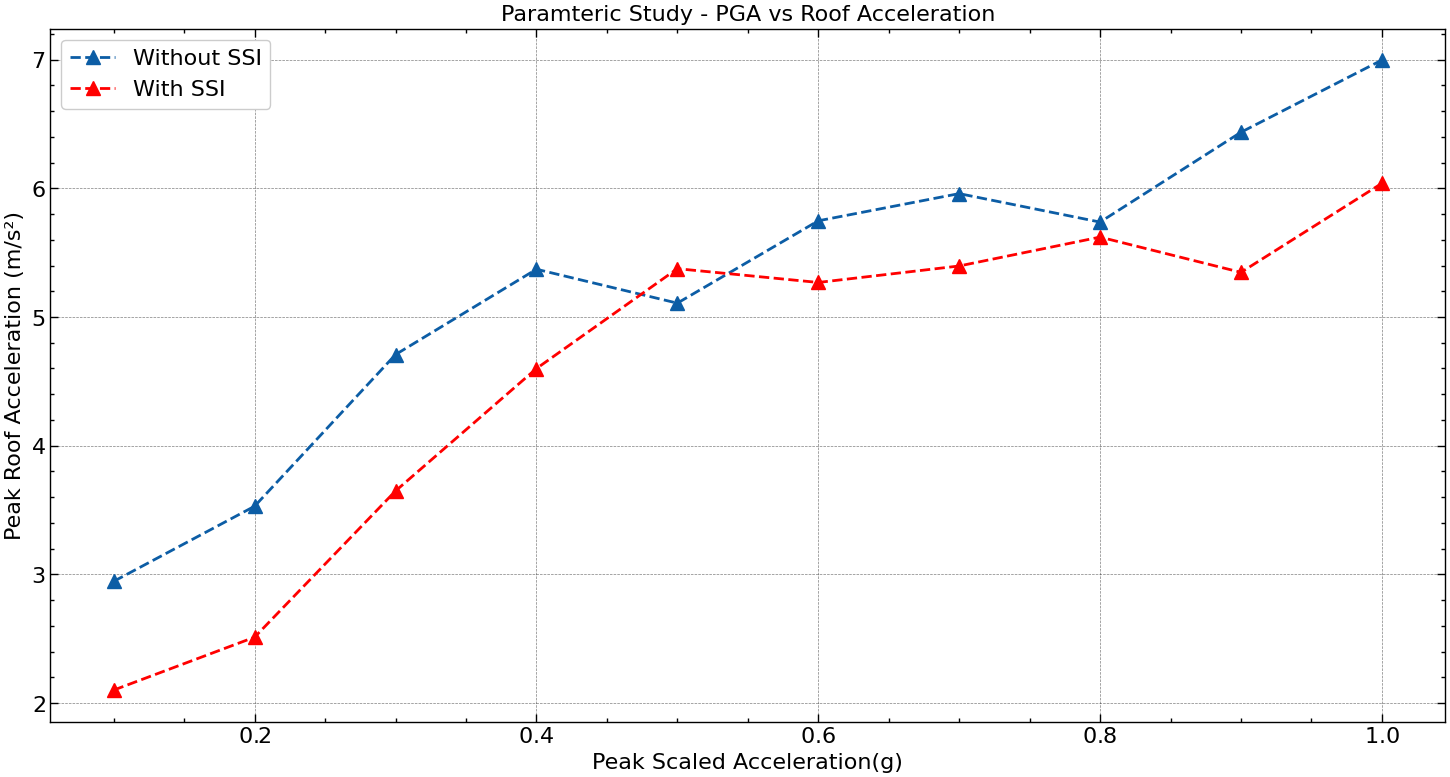 Paramteric Study - PGA vs Roof Acceleration
Without SSI
With SSI
Peak Roof Acceleration (m/s²)
7
6
5
4
3
2
0.2
0.4
0.6
0.8
1.0
Peak Scaled Acceleration(g)